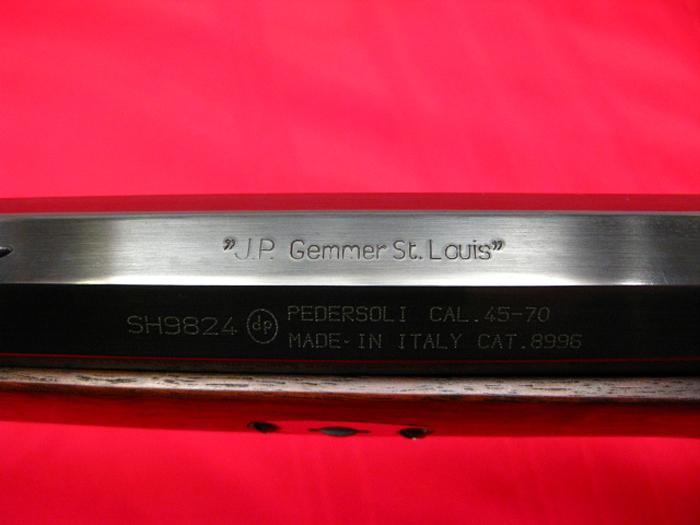 ”J.P. Gemmer St. Louis”
SH9824 dp PEDERSOLI CAL.45-70
MADE-IN ITALY CAT.8996